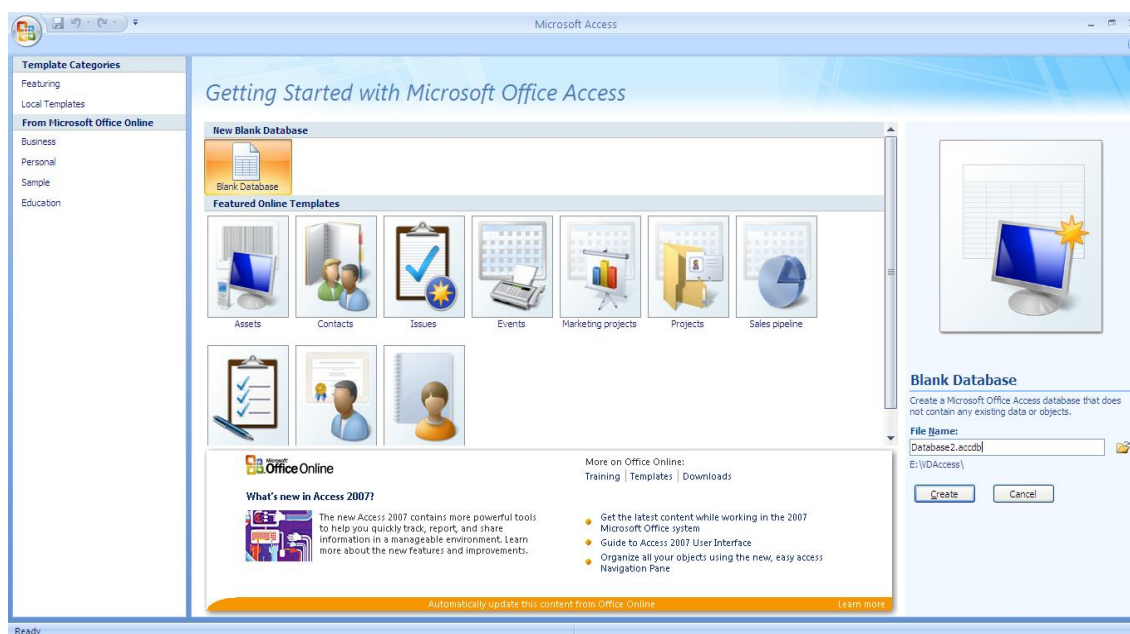 Microsoft Access
Template Categories
Featuring
Local Templates
From Microsoft Office Online
Business
Personal
Sample
Education
Getting Started with Microsoft Office Access
New Blank Database
Blank Database
Featured Online Templates
Assets
Contacts
Issues
Events
Marketing projects
Projects
Sales pipeline
Microsoft
Office Online
What's new in Access 2007?
The new Access 2007 contains more powerful tools
to help you quickly track, report, and share
information in a manageable environment. Learn
more about the new features and improvements.
More on Office Online:
Training | Templates | Downloads
Get the latest content while working in the 2007
Microsoft Office system
Guide to Access 2007 User Interface
Organize all your objects using the new, easy access
Navigation Pane
Automatically update this content from Office Online
Learn more
Blank Database
Create a Microsoft Office Access database that does
not contain any existing data or objects.
File Name:
Database2.accdb
E:\VDAccess\
Create
Cancel
Ready